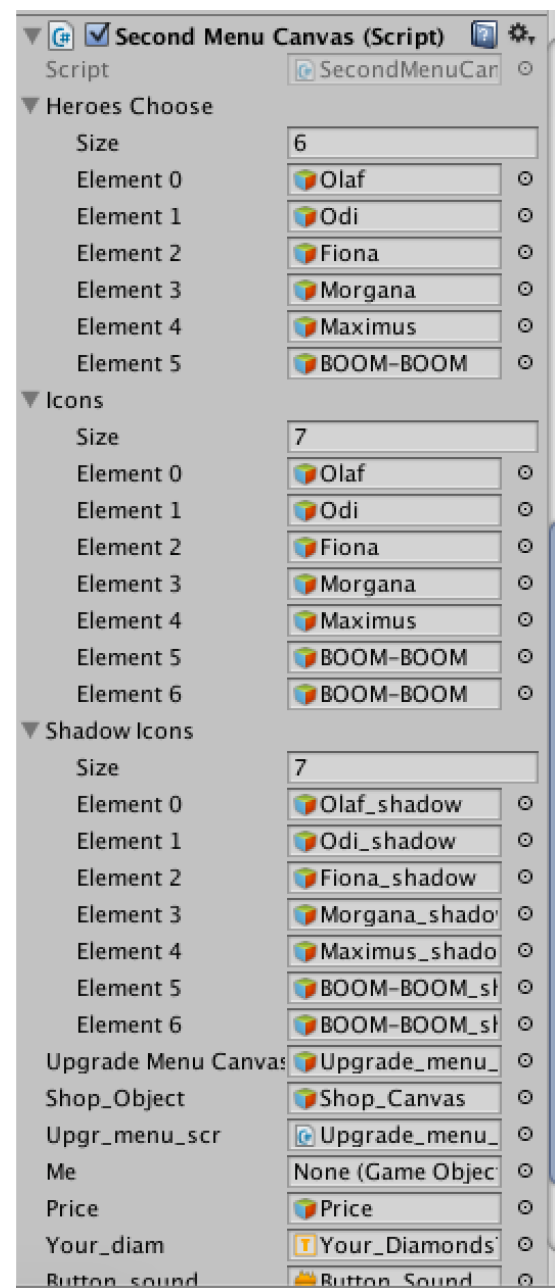 Second Menu Canvas (Script)
Script SecondMenuCan
Heroes Choose
Size 6
Element 0 Olaf
Element 1 Odi
Element 2 Fiona
Element 3 Morgana
Element 4 Maximus
Element 5 BOOM-BOOM
Icons
Size 7
Element 0 Olaf
Element 1 Odi
Element 2 Fiona
Element 3 Morgana
Element 4 Maximus
Element 5 BOOM-BOOM
Element 6 BOOM-BOOM
Shadow Icons
Size 7
Element 0 Olaf_shadow
Element 1 Odi_shadow
Element 2 Fiona_shadow
Element 3 Morgana_shado
Element 4 Maximus_shado
Element 5 BOOM-BOOM_sl
Element 6 BOOM-BOOM_sl
Upgrade Menu Canvas Upgrade_menu_
Shop_Object Shop_Canvas
Upgr_menu_scr Upgrade_menu_
Me None (Game Objec
Price Price
Your_diam Your_Diamonds
Button_sound Button_Sound